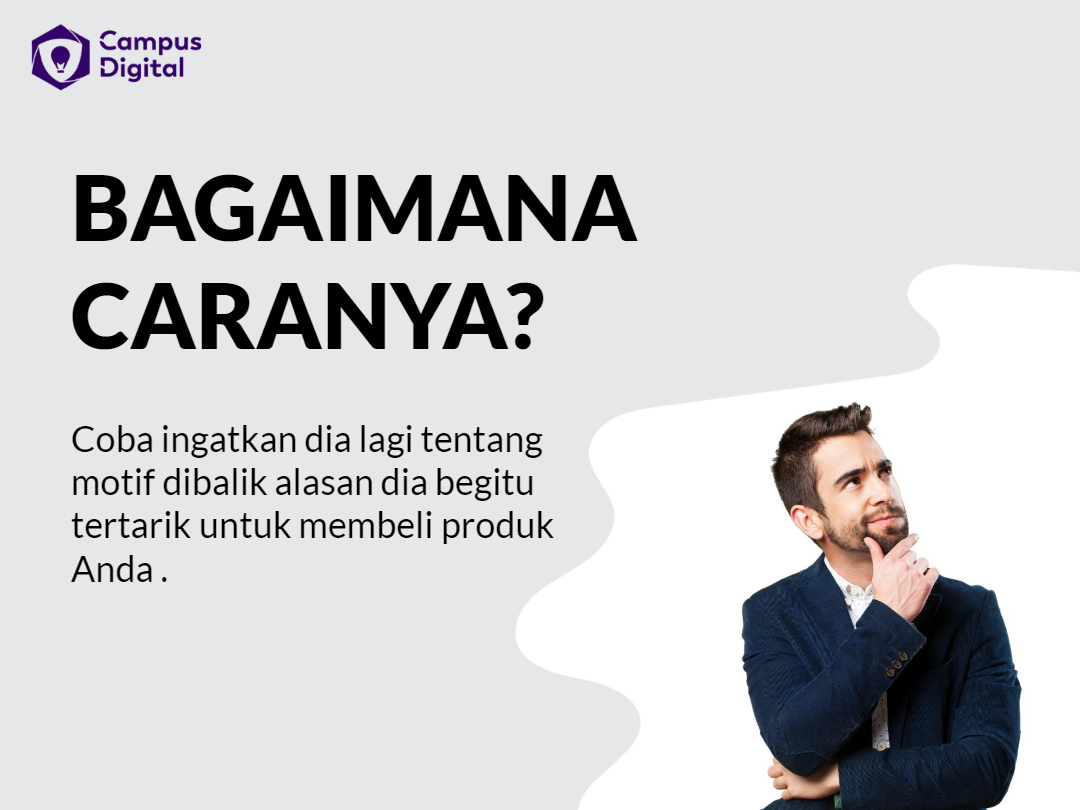 Campus
Digital
BAGAIMANA
CARANYA?
Coba ingatkan dia lagi tentang
motif dibalik alasan dia begitu
tertarik untuk membeli produk
Anda .